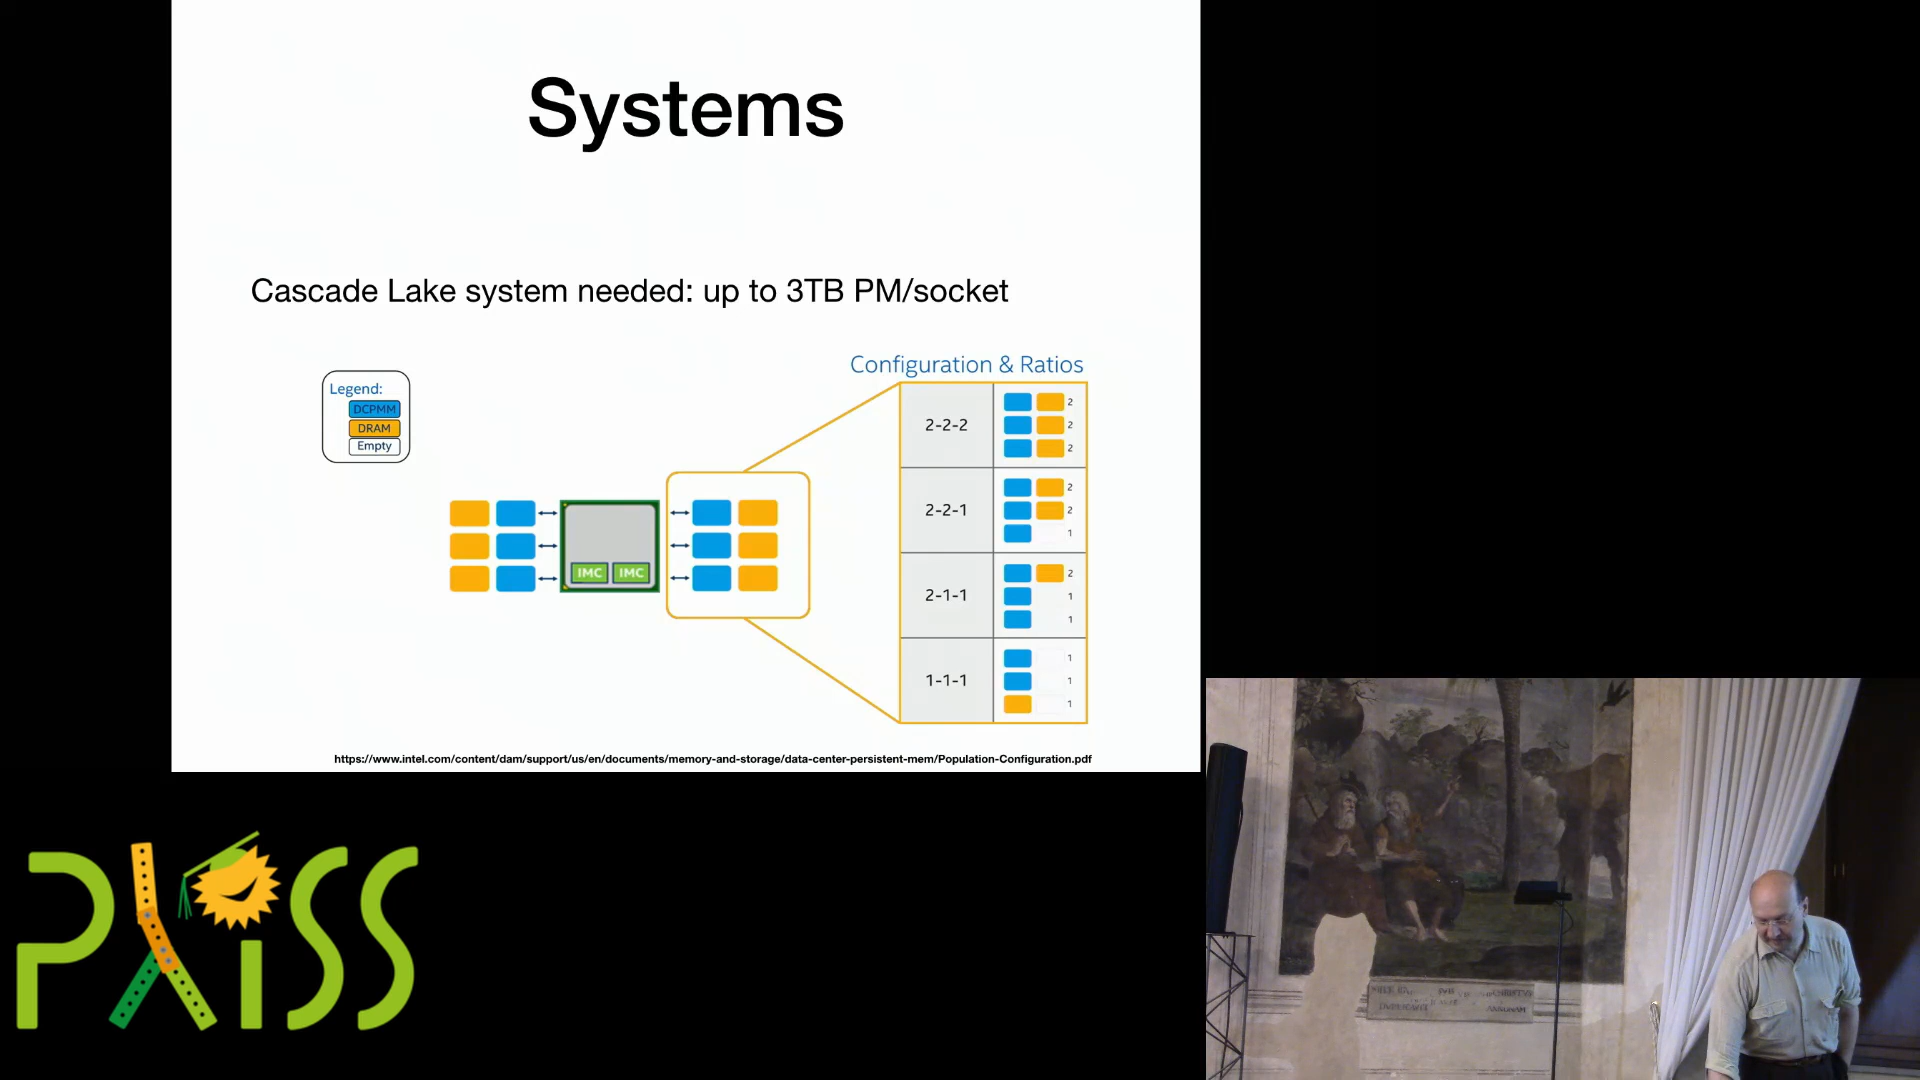 Systems
Cascade Lake system needed: up to 3TB PM/socket
Legend:
DCPMM
DRAM
Empty
IMC IMC
Configuration & Ratios
2-2-2
2
2
2
2-2-1
2
2
1
2-1-1
2
1
1
1-1-1
1
1
1
https://www.intel.com/content/dam/support/us/en/documents/memory-and-storage/data-center-persistent-mem/Population-Configuration.pdf
PXISS